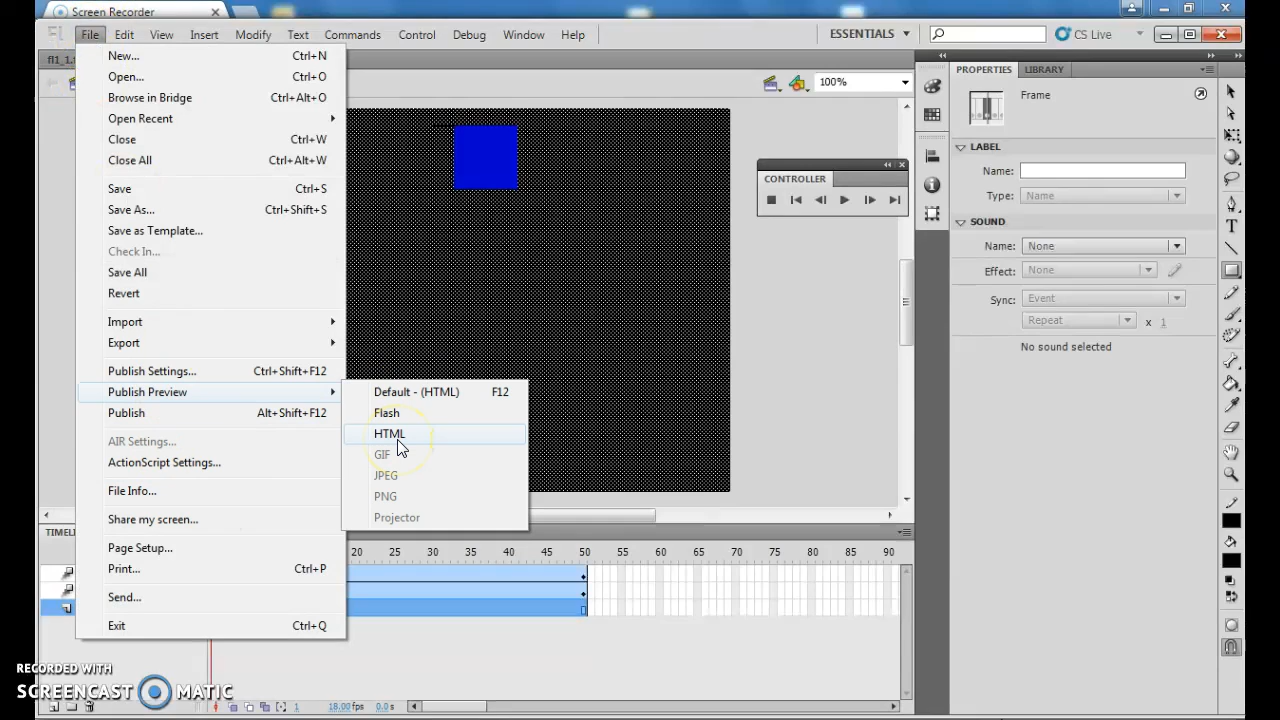 Screen Recorder
Fl File Edit View Insert Modify Text Commands Control Debug Window Help ESSENTIALS CS Live
New... Ctrl+N
Open... Ctrl+O
Browse in Bridge Ctrl+Alt+B
Open Recent
Close Ctrl+W
Close All Ctrl+Alt+W
Save Ctrl+S
Save As... Ctrl+Shift+S
Save as Template...
Check In...
Save All
Revert
Import
Export
Publish Settings... Ctrl+Shift+F12
Publish Preview
Publish Alt+Shift+F12
AIR Settings...
ActionScript Settings...
File Info...
Share my screen...
Page Setup...
Print... Ctrl+P
Send...
Exit Ctrl+Q
Default - (HTML) F12
Flash
HTML
GIF
JPEG
PNG
Projector
100%
CONTROLLER
PROPERTIES LIBRARY
Frame
LABEL
Name:
Type: Name
SOUND
Name: None
Effect: None
Sync: Event
Repeat x 1
No sound selected
20 25 30 35 40 45 50 55 60 65 70 75 80 85 90
1 18.00fps 0.0s
RECORDED WITH
SCREENCAST MATIC